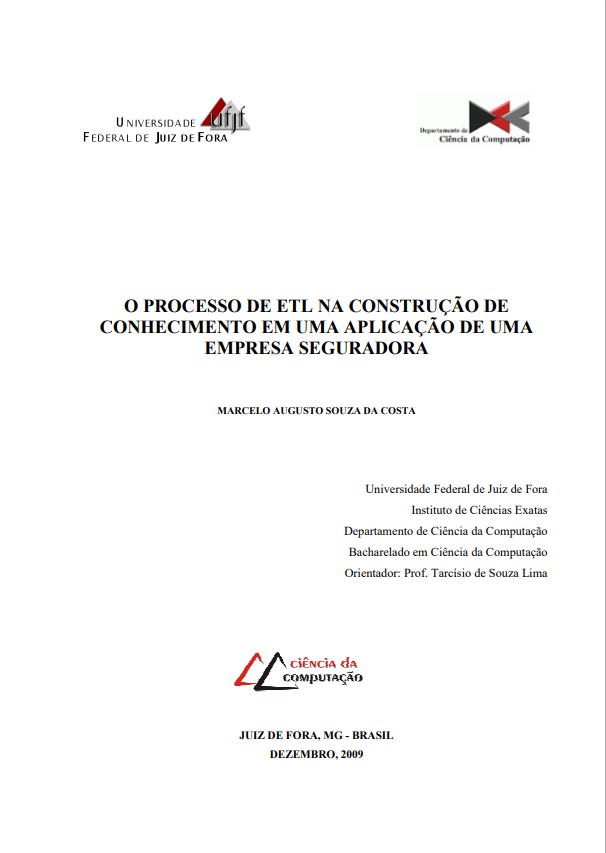 UNIVERSIDADE
FEDERAL DE JUIZ DE FORA
ufjf
Departamento de
Ciência da Computação
O PROCESSO DE ETL NA CONSTRUÇÃO DE
CONHECIMENTO EM UMA APLICAÇÃO DE UMA
EMPRESA SEGURADORA
MARCELO AUGUSTO SOUZA DA COSTA
Universidade Federal de Juiz de Fora
Instituto de Ciências Exatas
Departamento de Ciência da Computação
Bacharelado em Ciência da Computação
Orientador: Prof. Tarcísio de Souza Lima
ciência da
computação
JUIZ DE FORA, MG - BRASIL
DEZEMBRO, 2009